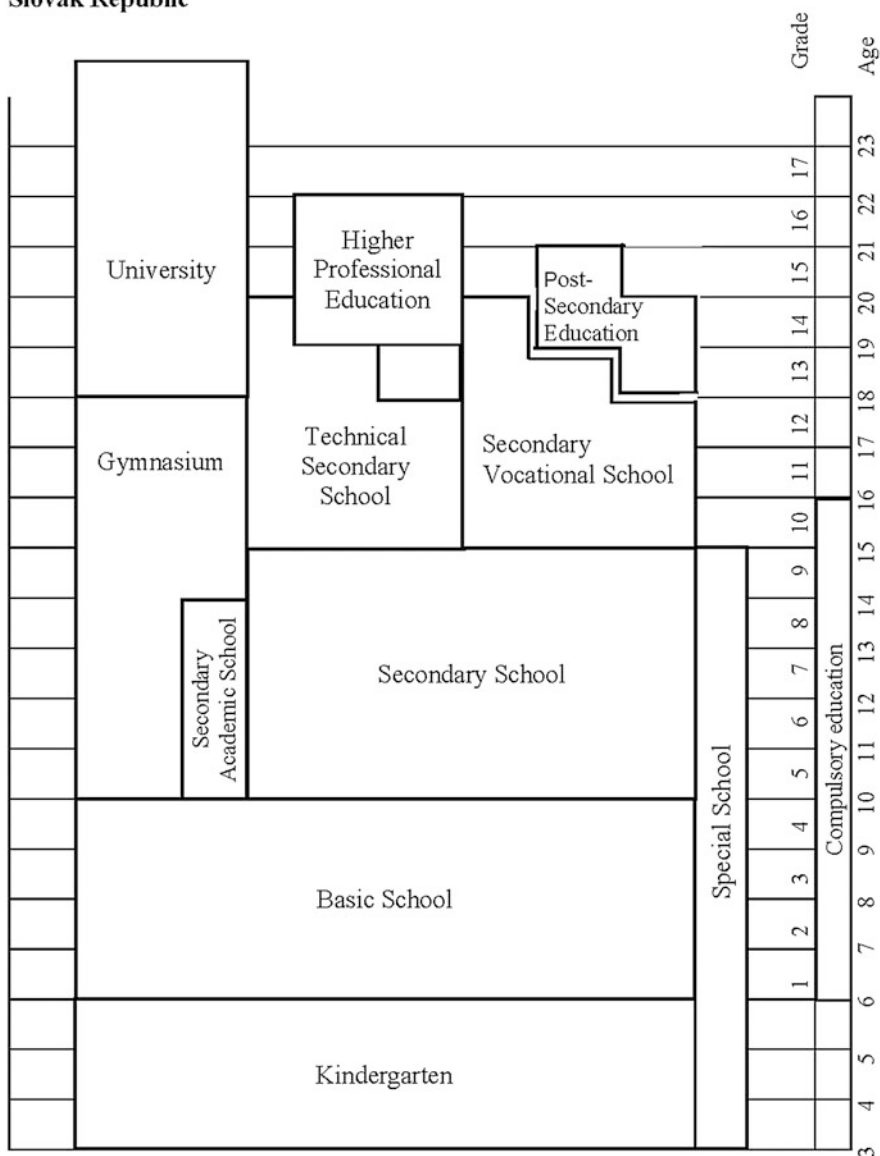 Slovak Republic
Grade
Age
University
Higher
Professional
Education
Post-
Secondary
Education
Gymnasium
Technical
Secondary
School
Secondary
Vocational School
Secondary
Academic School
Secondary School
Special School
Compulsory education
Basic School
Kindergarten
17
16
15
14
13
12
11
10
9
8
7
6
5
4
3
2
1
23
22
21
20
19
18
17
16
15
14
13
12
11
10
9
8
7
6
5
4
3